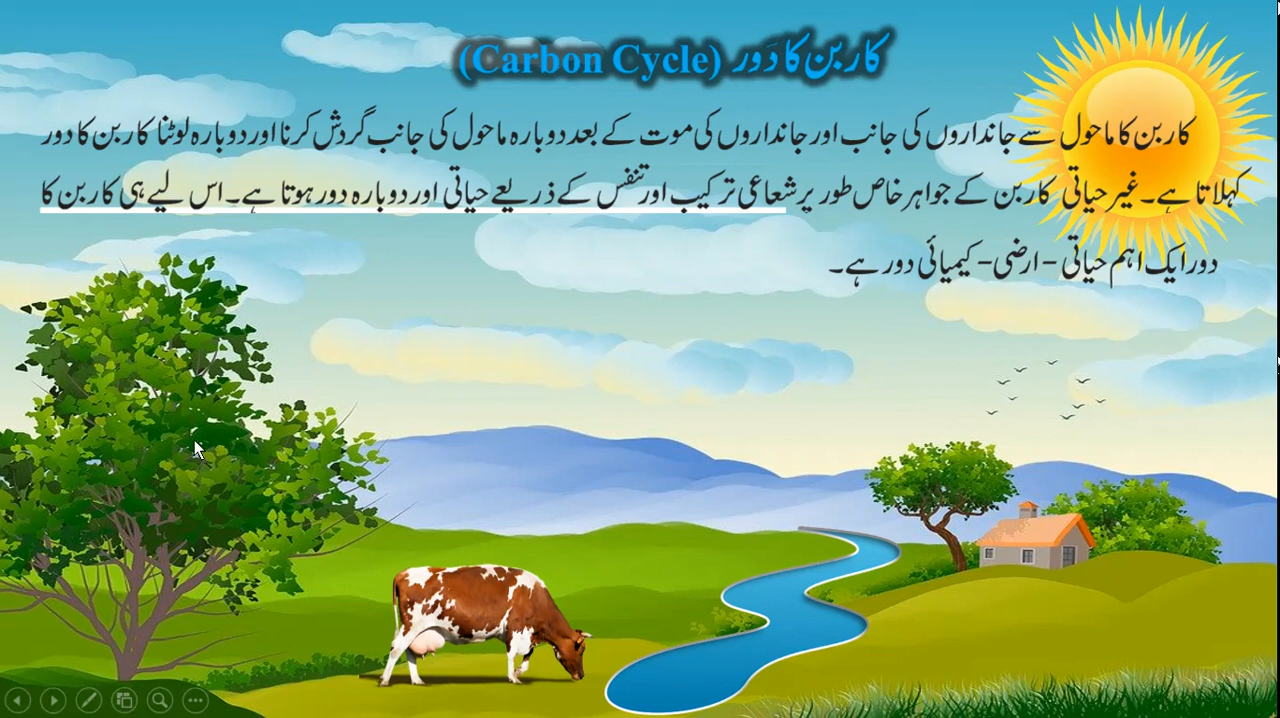 کاربن کا دَور (Carbon Cycle)
کاربن کا ماحول سے جانداروں کی جانب اور جانداروں کی موت کے بعد دوبارہ ماحول کی جانب گردش کرنا اور دوبارہ لوٹنا کاربن کا دور
کہلاتا ہے۔ غیر حیاتی کاربن کے جواہر خاص طور پر شعاعی ترکیب اور تنفس کے ذریعے حیاتی اور دوبارہ دور ہوتا ہے۔ اس لیے ہی کاربن کا
دور ایک اہم حیاتی - ارضی - کیمیائی دور ہے۔